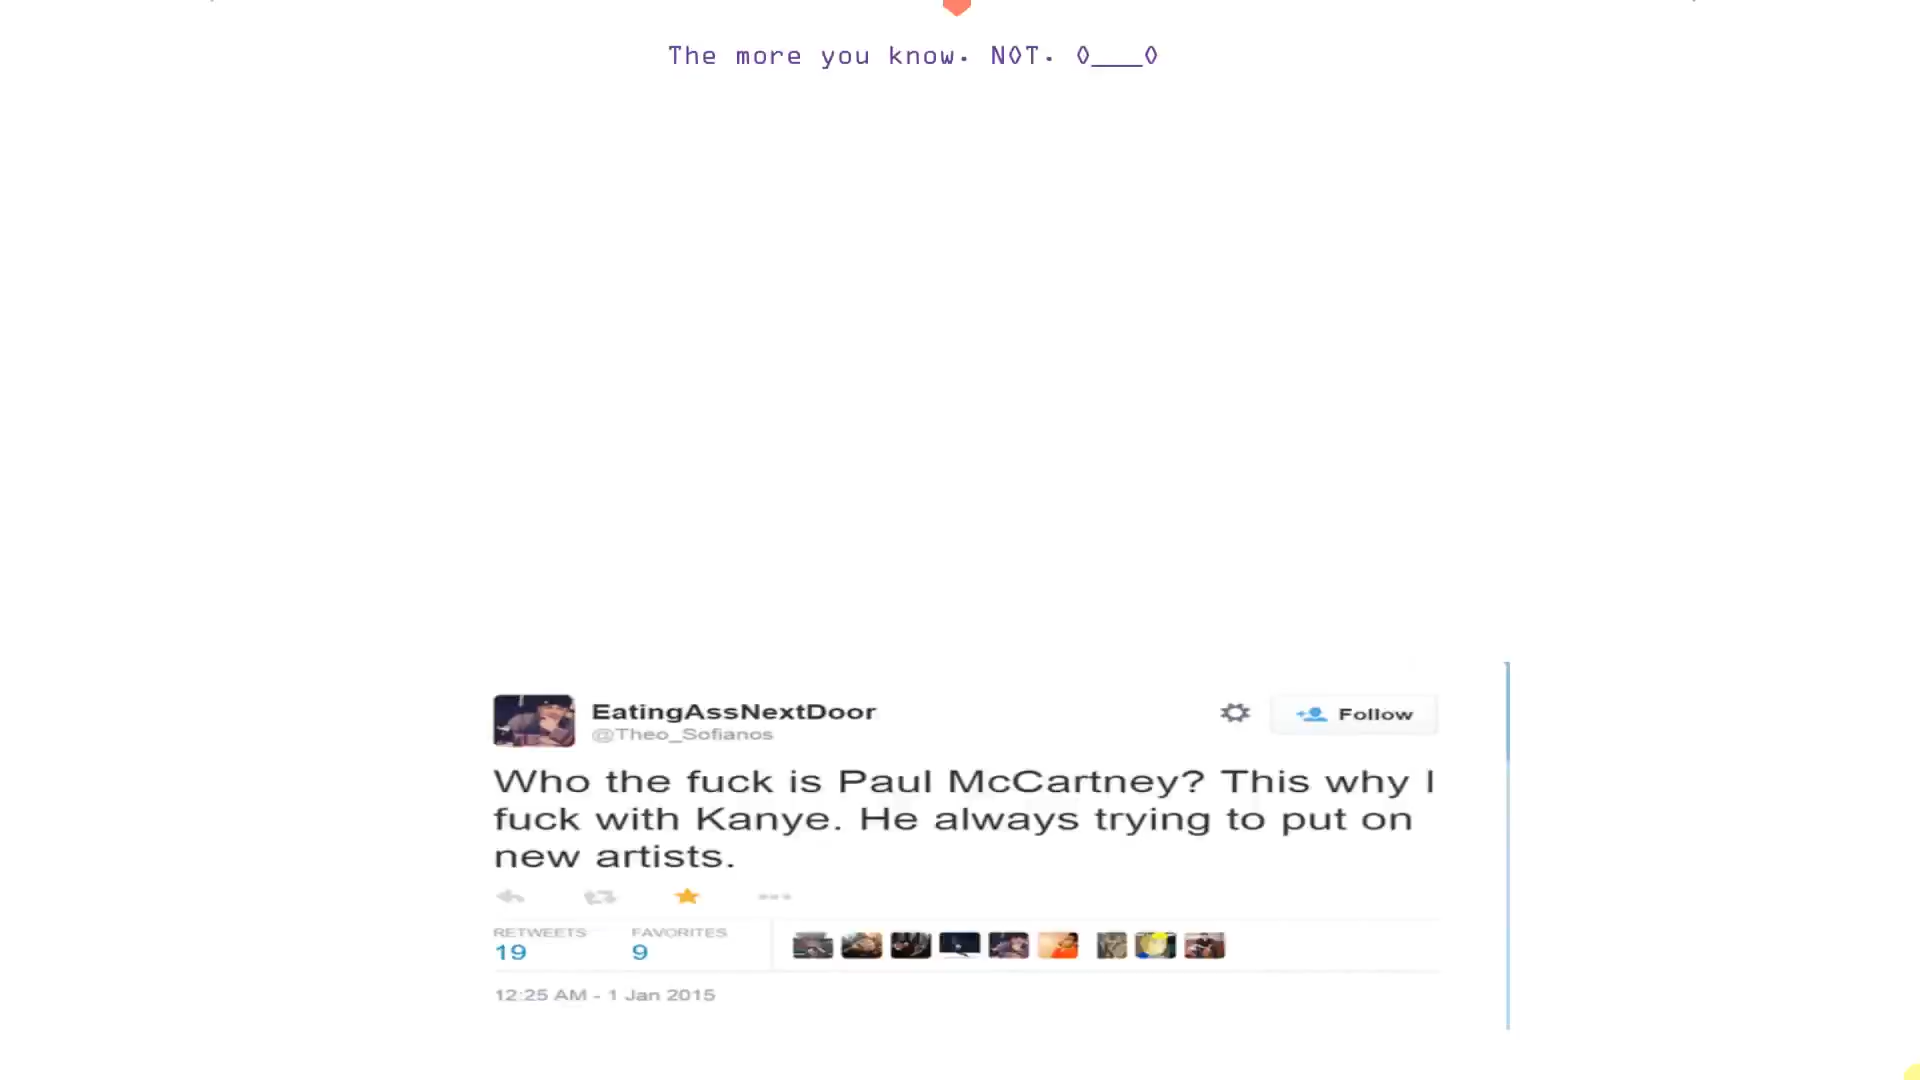 The more you know. NOT. 0___0
EatingAssNextDoor
@Theo_Sofianos
Follow
Who the fuck is Paul McCartney? This why I
fuck with Kanye. He always trying to put on
new artists.
RETWEETS FAVORITES
19 9
12:25 AM - 1 Jan 2015